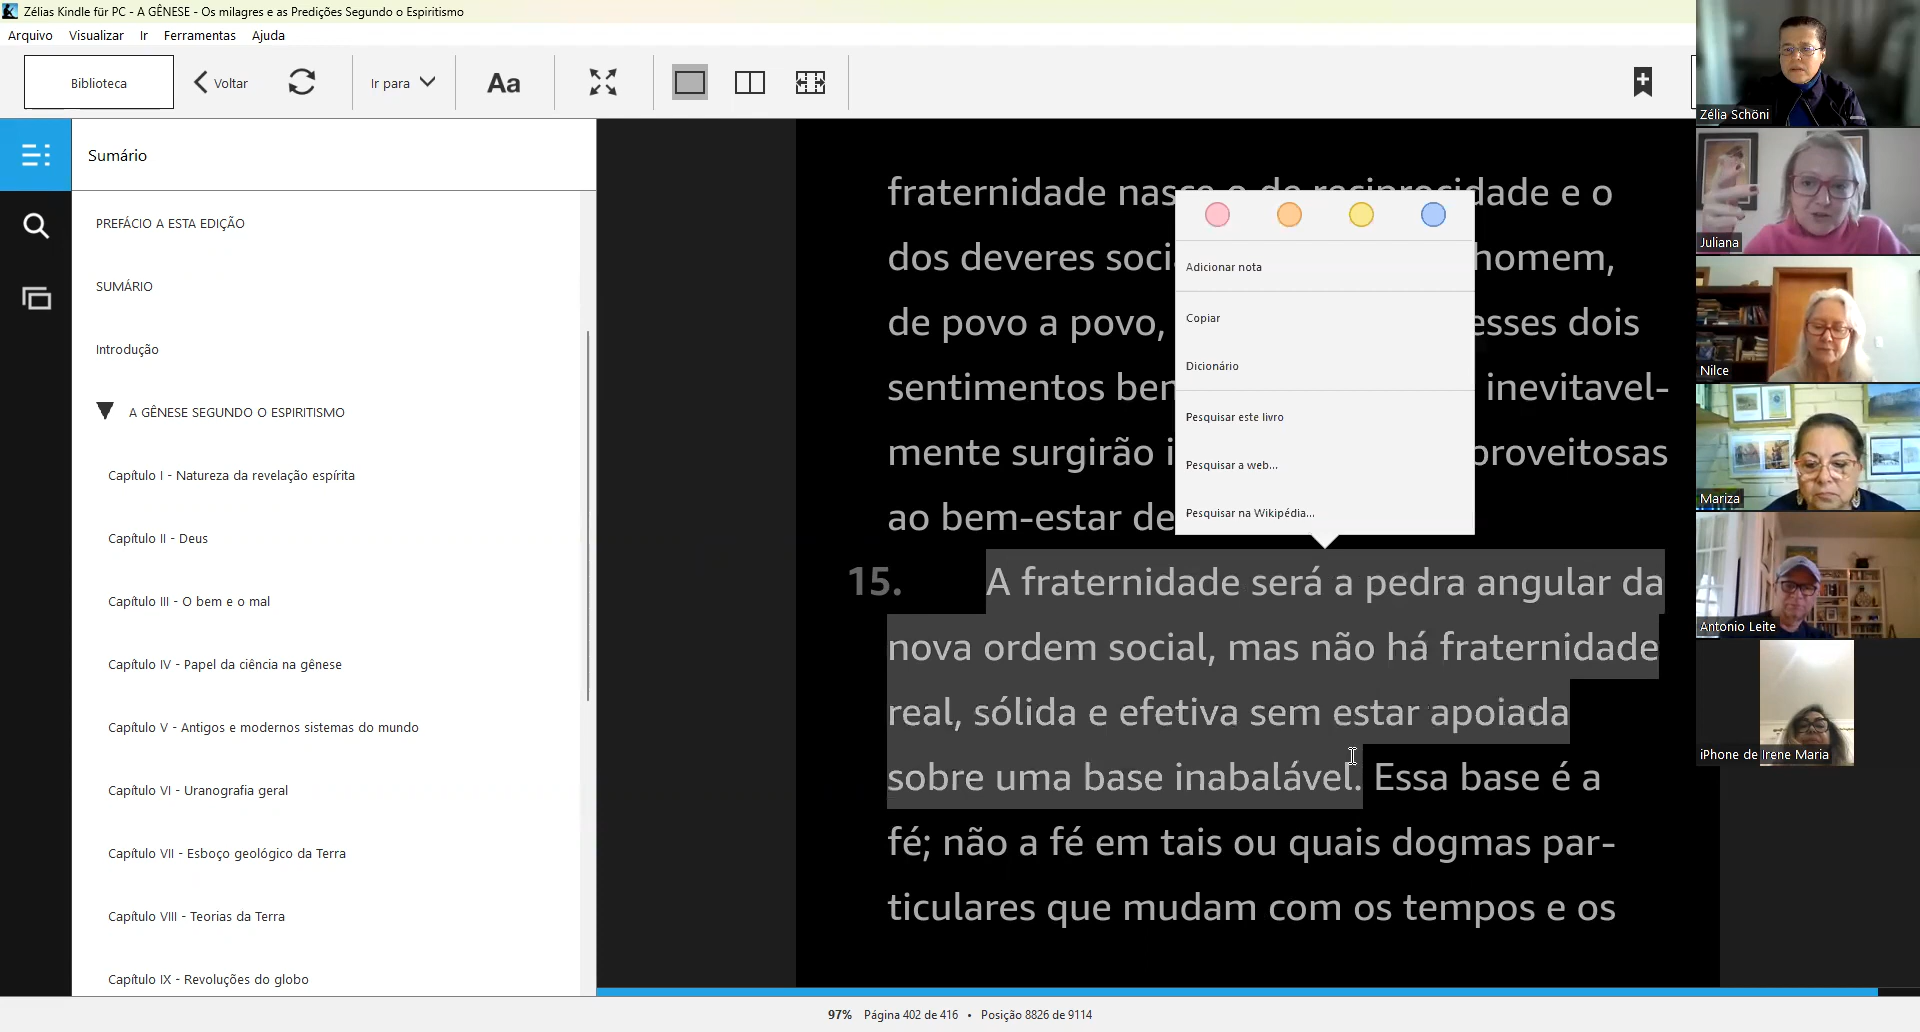 Zélias Kindle für PC - A GÊNESE - Os milagres e as Predições Segundo o Espiritismo
Arquivo Visualizar Ir Ferramentas Ajuda
Biblioteca Voltar Ir para Aa
Sumário
PREFÁCIO A ESTA EDIÇÃO
SUMÁRIO
Introdução
A GÊNESE SEGUNDO O ESPIRITISMO
Capítulo I - Natureza da revelação espírita
Capítulo II - Deus
Capítulo III - O bem e o mal
Capítulo IV - Papel da ciência na gênese
Capítulo V - Antigos e modernos sistemas do mundo
Capítulo VI - Uranografia geral
Capítulo VII - Esboço geológico da Terra
Capítulo VIII - Teorias da Terra
Capítulo IX - Revoluções do globo
fraternidade nasce o da reciprocidade e o
dos deveres soci homem,
de povo a povo, esses dois
sentimentos ben inevitavel-
mente surgirão i proveitosas
ao bem-estar de
15. A fraternidade será a pedra angular da
nova ordem social, mas não há fraternidade
real, sólida e efetiva sem estar apoiada
sobre uma base inabalável. Essa base é a
fé; não a fé em tais ou quais dogmas par-
ticulares que mudam com os tempos e os
Adicionar nota
Copiar
Dicionário
Pesquisar este livro
Pesquisar a web...
Pesquisar na Wikipédia...
Zélia Schöni
Juliana
Nilce
Mariza
Antonio Leite
iPhone de Irene Maria
97% Página 402 de 416 • Posição 8826 de 9114